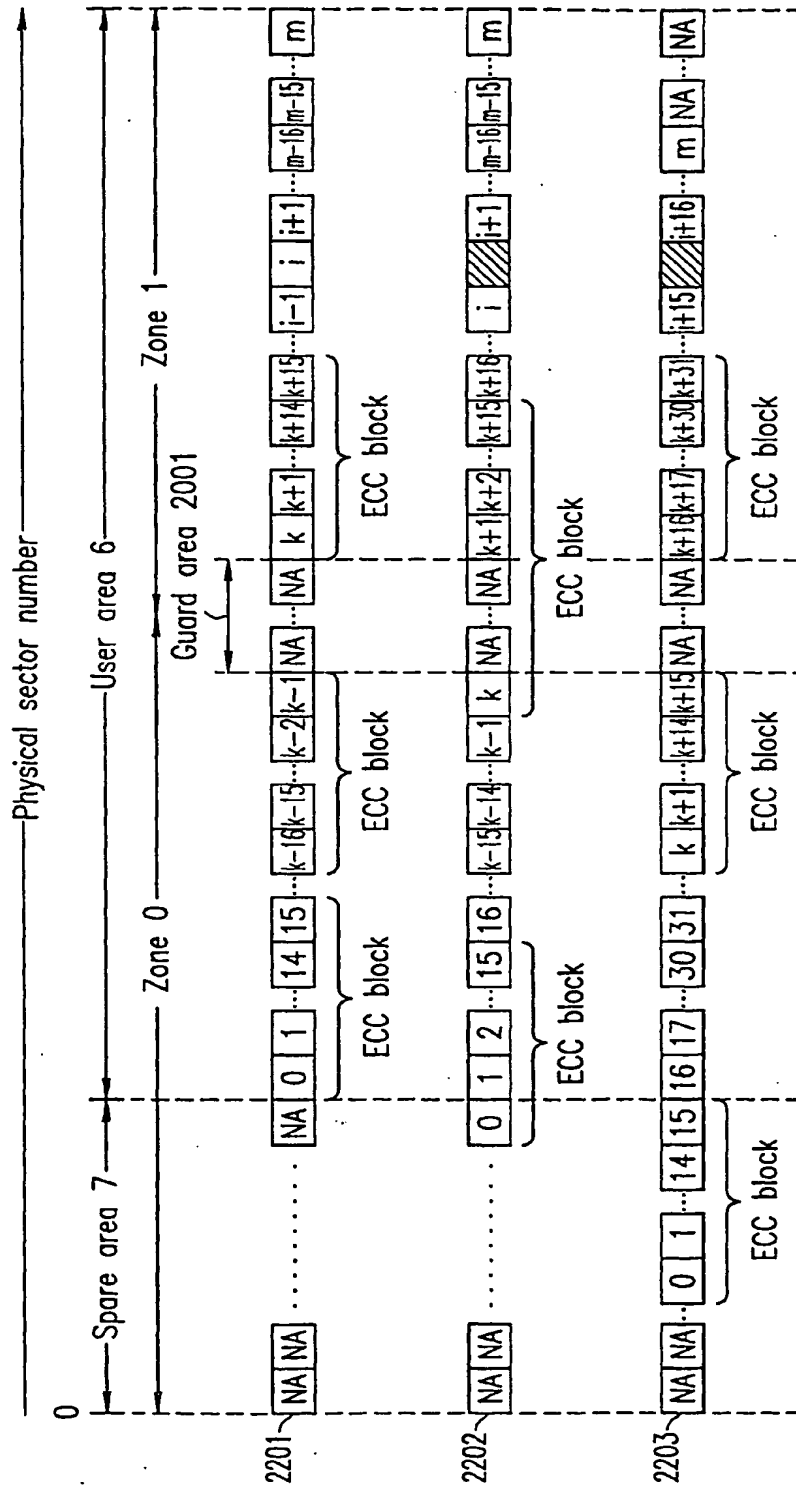 Physical sector number
0
Spare area 7
User area 6
Zone 0
Zone 1
Guard area 2001
2201
NA NA ········· NA 0 1 ···14 15 ···k-16 k-15 ···k-2 k-1 NA ···NA k k+1 ···k+14 k+15 ···i-1 i i+1 ···m-16 m-15 ···m
ECC block
ECC block
ECC block
2202
NA NA ········· 0 1 2 ···15 16 ···k-15 k-14 ···k-1 k NA ···NA k+1 k+2 ···k+15 k+16 ···i i+1 ···m-16 m-15 ···m
ECC block
ECC block
2203
NA NA ···0 1 ···14 15 16 17 ···30 31 ···k k+1 ···k+14 k+15 NA ···NA k+16 k+17 ···k+30 k+31 ···i+15 i+16 ···m NA ···NA
ECC block
ECC block
ECC block